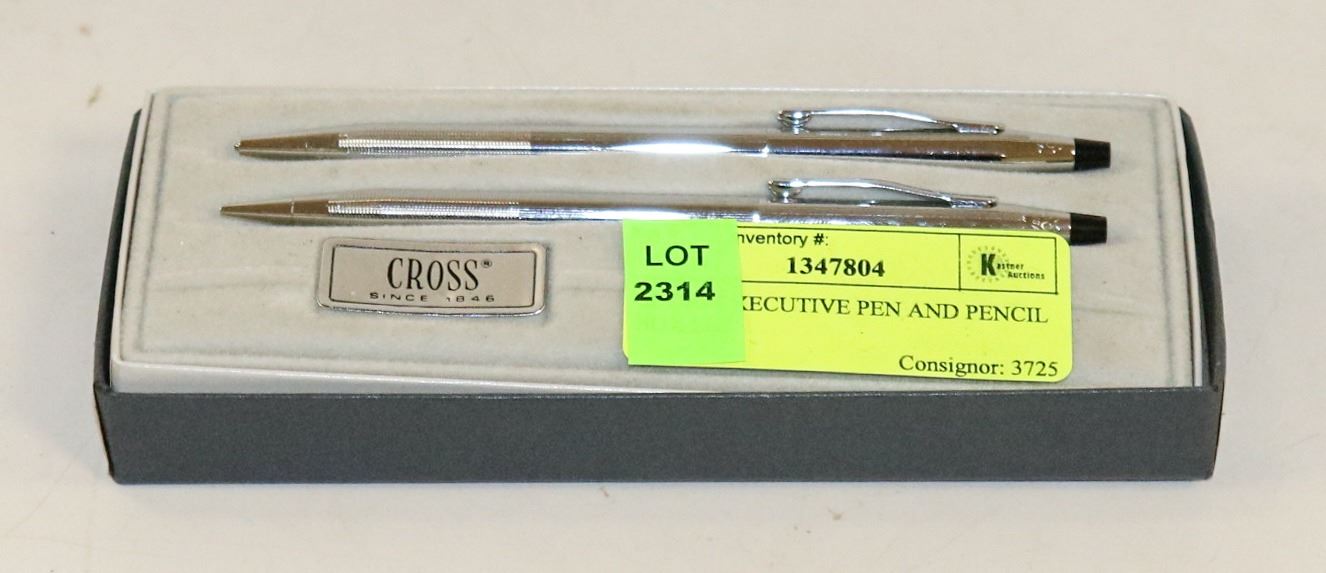 CROSS®
SINCE 1846
LOT
2314
nventory #:
1347804
Kastner
Auctions
XECUTIVE PEN AND PENCIL
Consignor: 3725